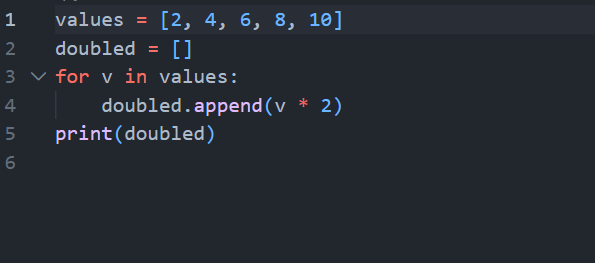 1 values = [2, 4, 6, 8, 10]
2 doubled = []
3 for v in values:
4     doubled.append(v * 2)
5 print(doubled)
6